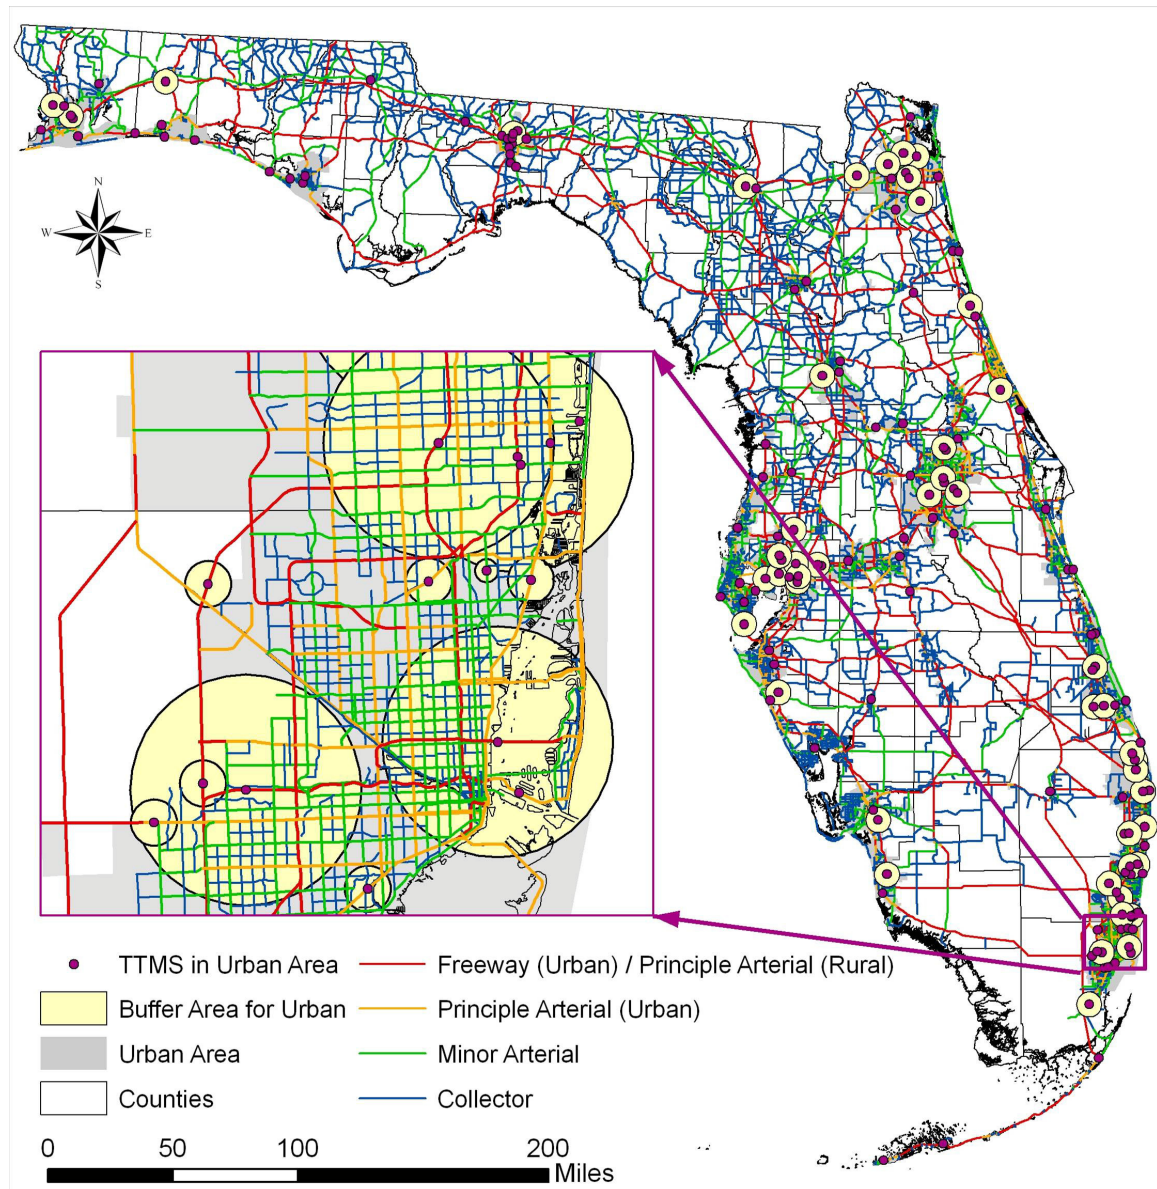 N
W E
S
TTMS in Urban Area
Buffer Area for Urban
Urban Area
Counties
Freeway (Urban) / Principle Arterial (Rural)
Principle Arterial (Urban)
Minor Arterial
Collector
0 50 100 200
Miles